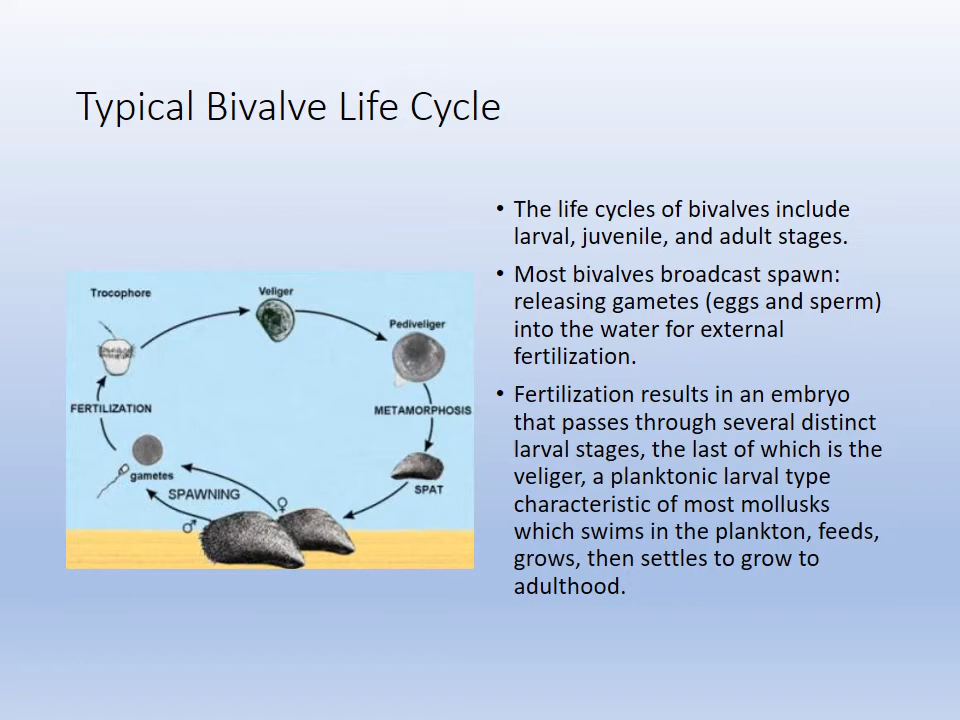 Typical Bivalve Life Cycle
• The life cycles of bivalves include
larval, juvenile, and adult stages.
• Most bivalves broadcast spawn:
releasing gametes (eggs and sperm)
into the water for external
fertilization.
• Fertilization results in an embryo
that passes through several distinct
larval stages, the last of which is the
veliger, a planktonic larval type
characteristic of most mollusks
which swims in the plankton, feeds,
grows, then settles to grow to
adulthood.
Trocophore
Veliger
Pediveliger
FERTILIZATION
METAMORPHOSIS
gametes
SPAWNING
SPAT
♂
♀